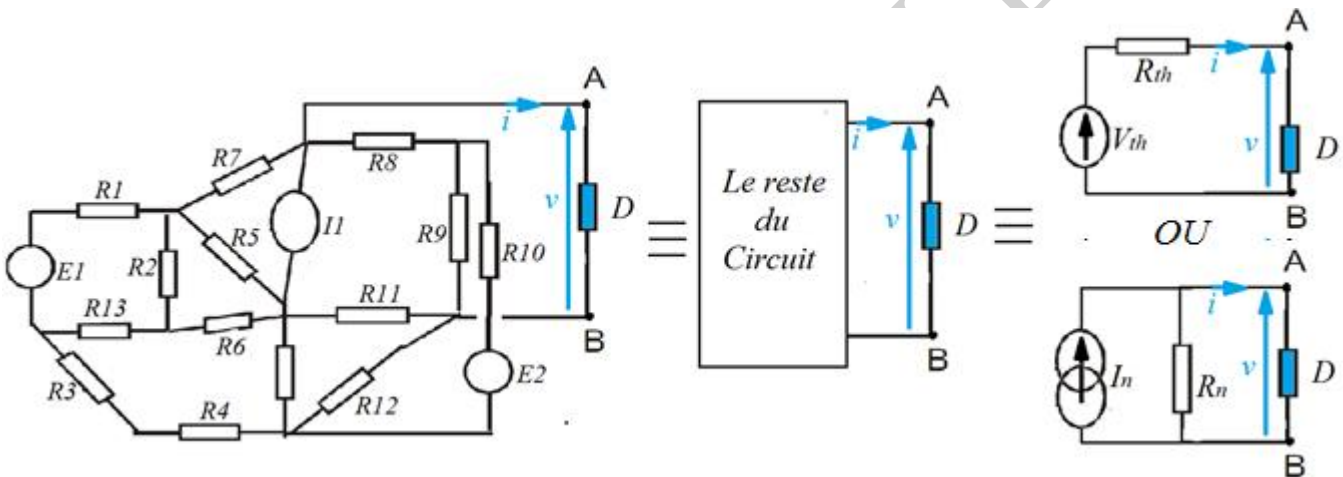 R1
R7
R8
R5
I1
R9
R10
E1
R2
R13
R6
R11
R3
R4
R12
E2
i
A
v
D
B
Le reste
du
Circuit
i
A
v
D
B
Rth
Vth
i
A
v
D
B
OU
In
Rn
i
A
v
D
B